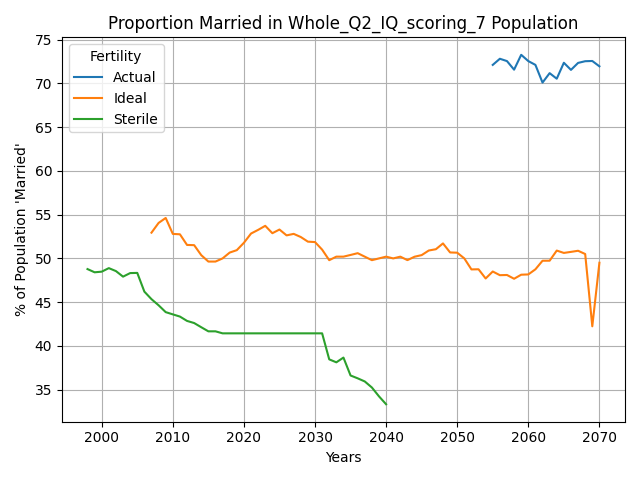 Proportion Married in Whole_Q2_IQ_scoring_7 Population
% of Population 'Married'
75
70
65
60
55
50
45
40
35
Fertility
Actual
Ideal
Sterile
2000 2010 2020 2030 2040 2050 2060 2070
Years